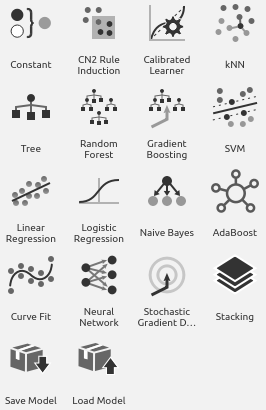 Constant
CN2 Rule
Induction
Calibrated
Learner
kNN
Tree
Random
Forest
Gradient
Boosting
SVM
Linear
Regression
Logistic
Regression
Naive Bayes
AdaBoost
Curve Fit
Neural
Network
Stochastic
Gradient D...
Stacking
Save Model
Load Model